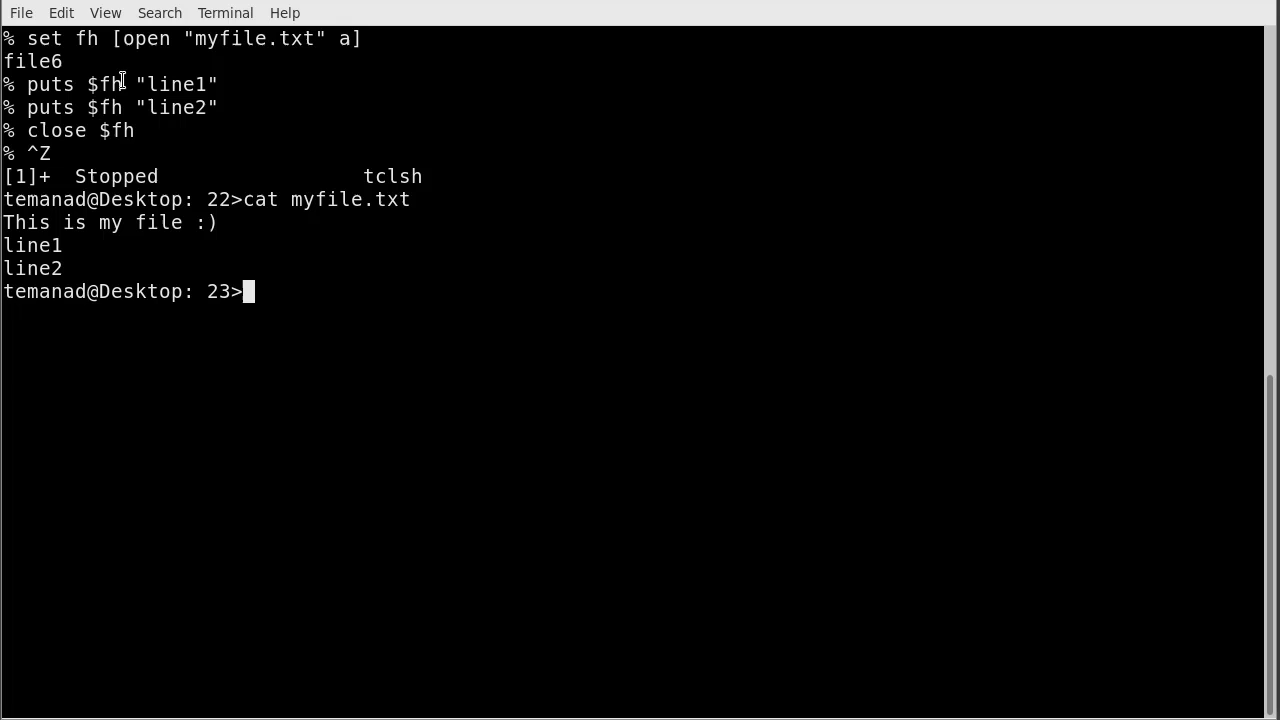 File Edit View Search Terminal Help
% set fh [open "myfile.txt" a]
file6
% puts $fh "line1"
% puts $fh "line2"
% close $fh
% ^Z
[1]+  Stopped                 tclsh
temanad@Desktop: 22>cat myfile.txt
This is my file :)
line1
line2
temanad@Desktop: 23>